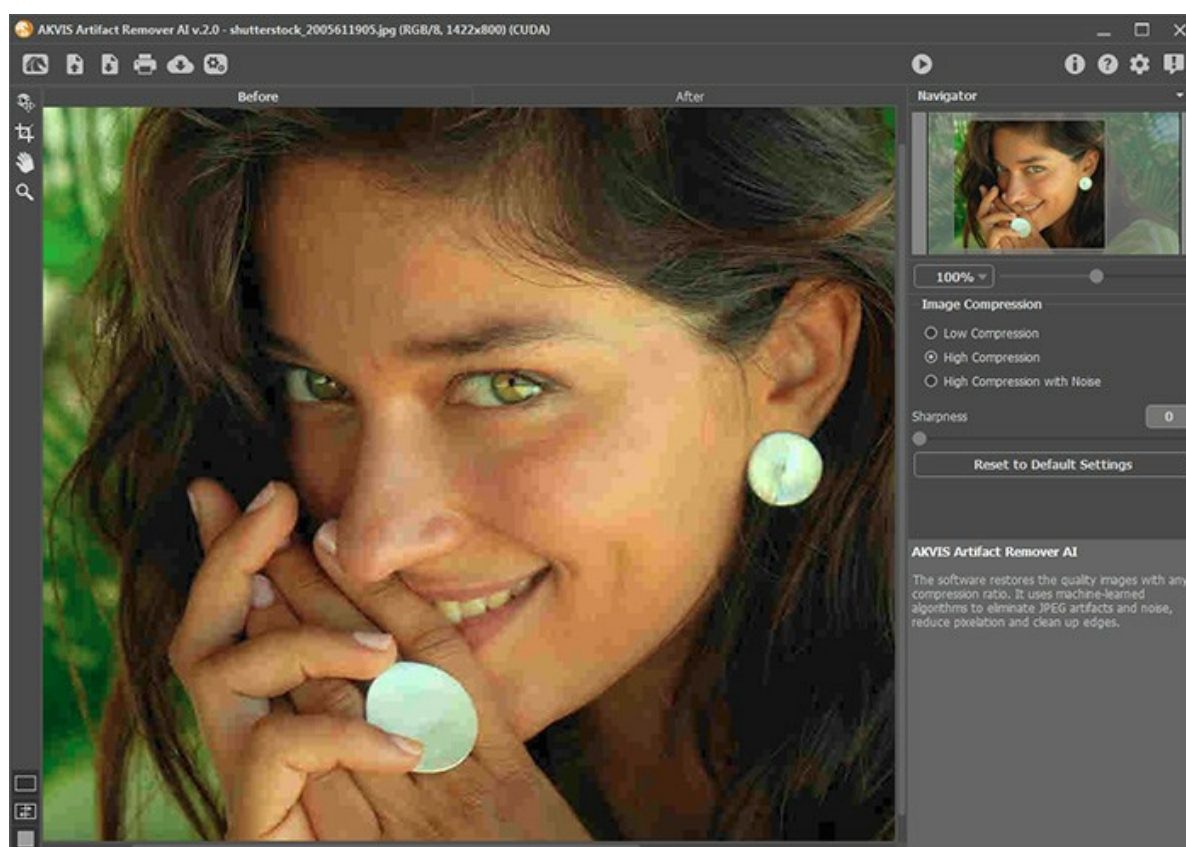 AKVIS Artifact Remover AI v.2.0 - shutterstock_2005611905.jpg (RGB/8, 1422x800) (CUDA)
Before
After
Navigator
100%
Image Compression
Low Compression
High Compression
High Compression with Noise
Sharpness
0
Reset to Default Settings
AKVIS Artifact Remover AI
The software restores the quality images with any
compression ratio. It uses machine-learned
algorithms to eliminate JPEG artifacts and noise,
reduce pixelation and clean up edges.